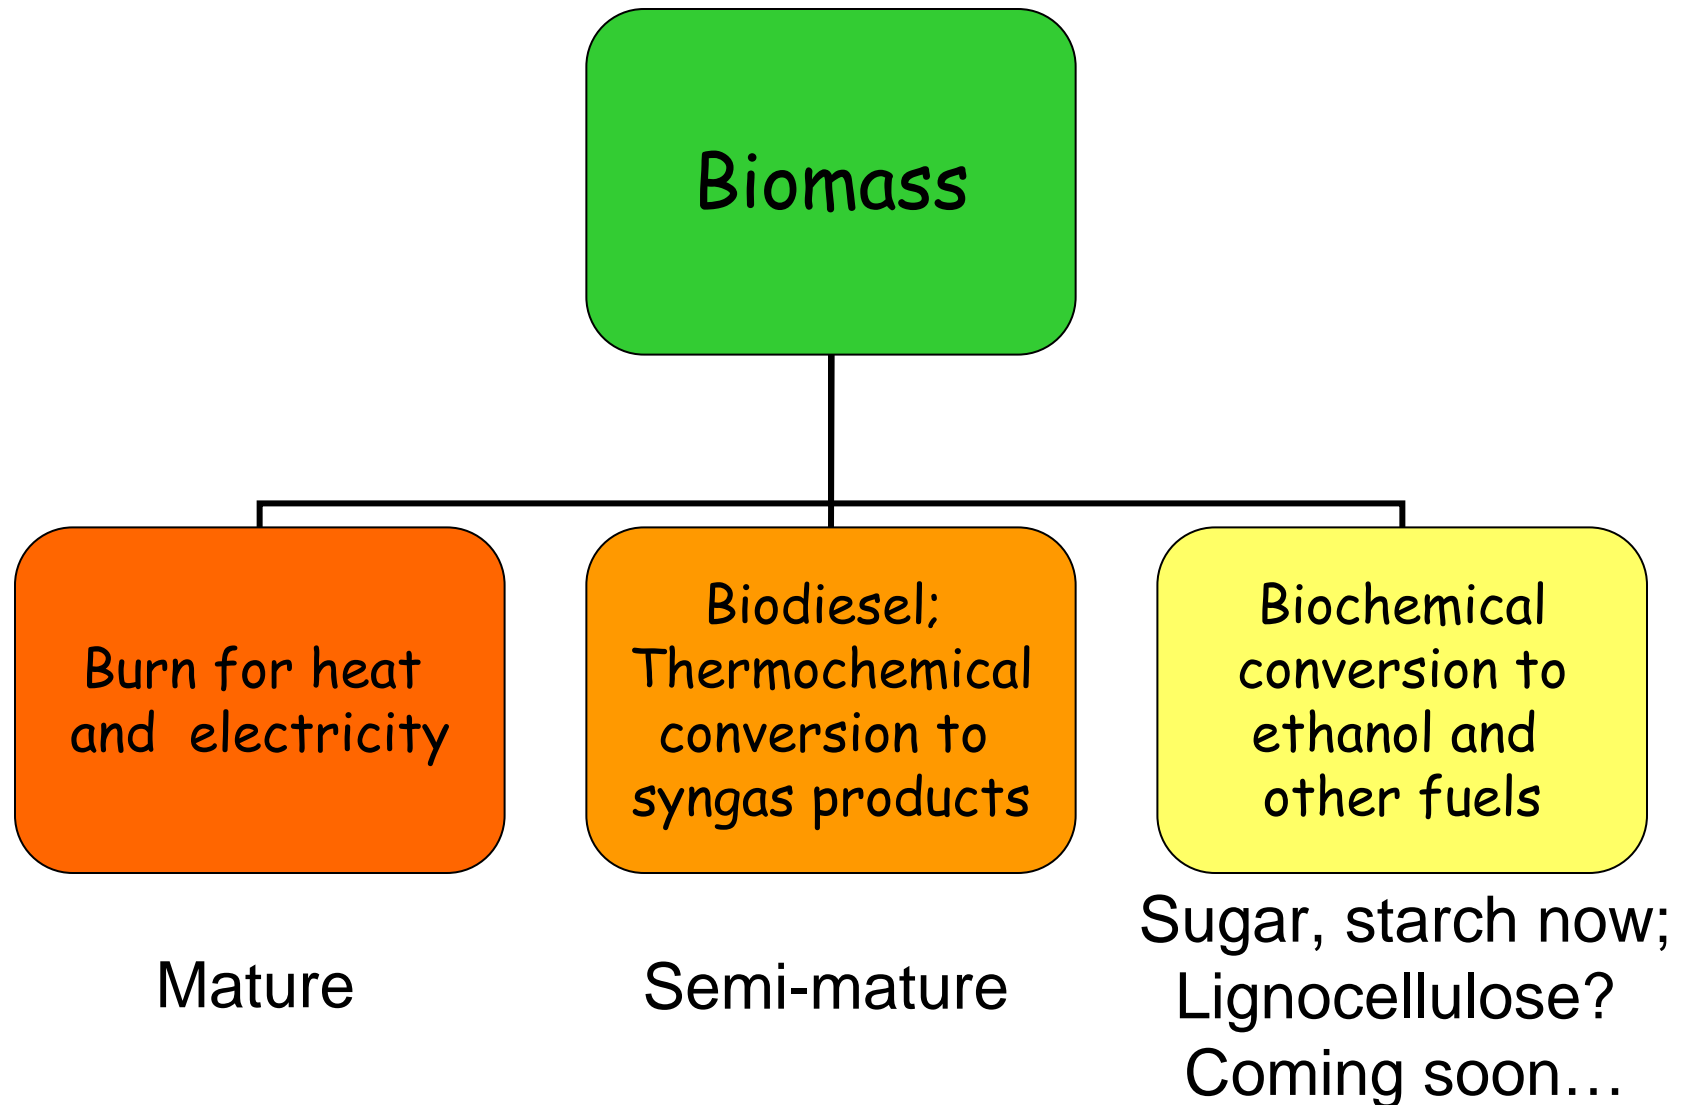 Biomass
Burn for heat
and electricity
Biodiesel;
Thermochemical
conversion to
syngas products
Biochemical
conversion to
ethanol and
other fuels
Mature
Semi-mature
Sugar, starch now;
Lignocellulose?
Coming soon…